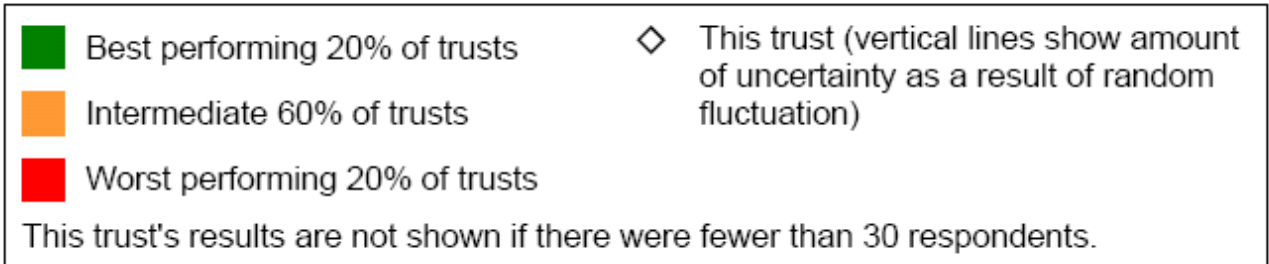 Best performing 20% of trusts
Intermediate 60% of trusts
Worst performing 20% of trusts
This trust (vertical lines show amount
of uncertainty as a result of random
fluctuation)
This trust's results are not shown if there were fewer than 30 respondents.